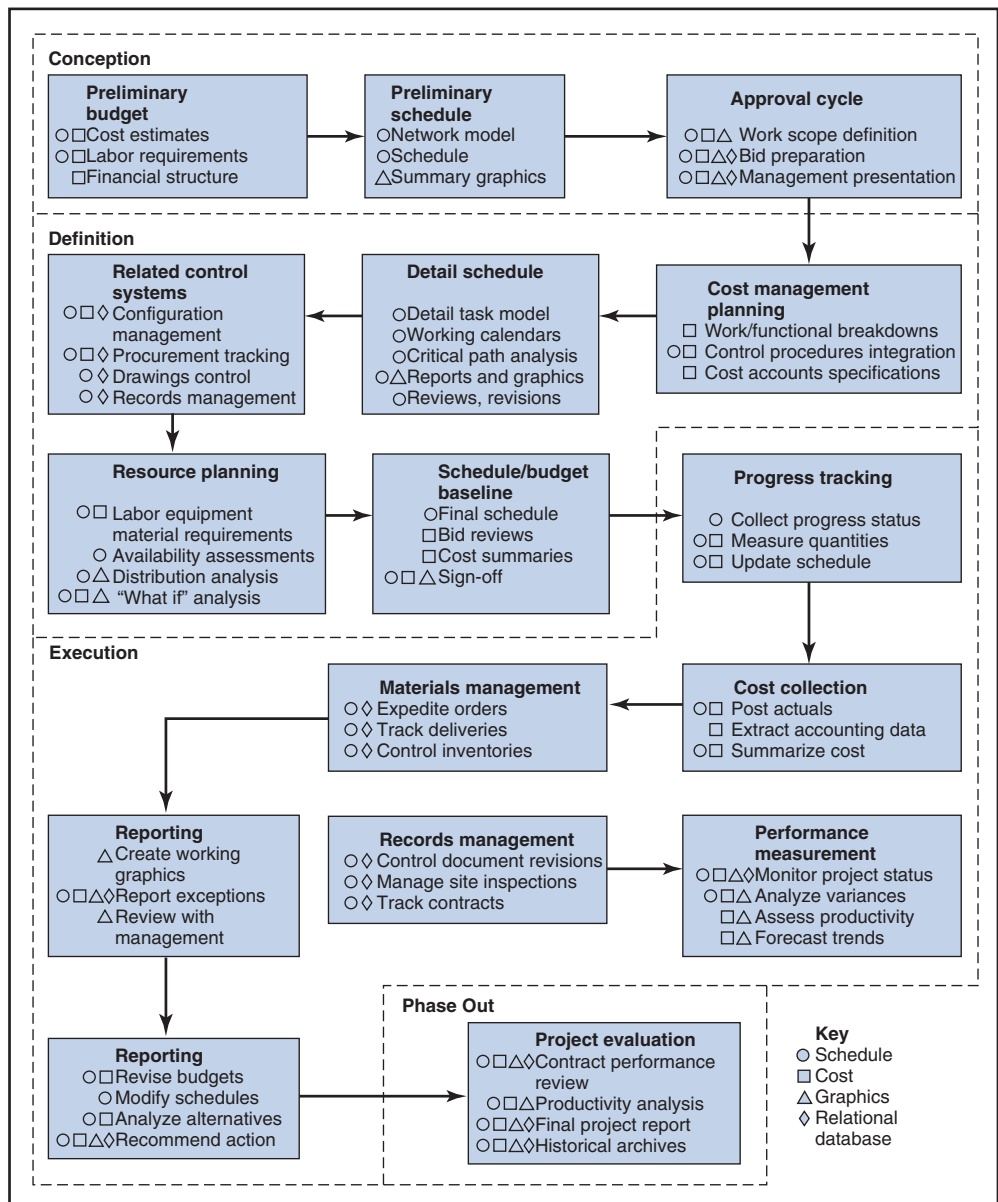 Conception
Preliminary
budget
Cost estimates
Labor requirements
Financial structure
Preliminary
schedule
Network model
Schedule
Summary graphics
Approval cycle
Work scope definition
Bid preparation
Management presentation
Definition
Related control
systems
Configuration
management
Procurement tracking
Drawings control
Records management
Detail schedule
Detail task model
Working calendars
Critical path analysis
Reports and graphics
Reviews, revisions
Cost management
planning
Work/functional breakdowns
Control procedures integration
Cost accounts specifications
Resource planning
Labor equipment
material requirements
Availability assessments
Distribution analysis
“What if” analysis
Schedule/budget
baseline
Final schedule
Bid reviews
Cost summaries
Sign-off
Progress tracking
Collect progress status
Measure quantities
Update schedule
Execution
Materials management
Expedite orders
Track deliveries
Control inventories
Cost collection
Post actuals
Extract accounting data
Summarize cost
Reporting
Create working
graphics
Report exceptions
Review with
management
Records management
Control document revisions
Manage site inspections
Track contracts
Performance
measurement
Monitor project status
Analyze variances
Assess productivity
Forecast trends
Reporting
Revise budgets
Modify schedules
Analyze alternatives
Recommend action
Phase Out
Project evaluation
Contract performance
review
Productivity analysis
Final project report
Historical archives
Key
Schedule
Cost
Graphics
Relational
database